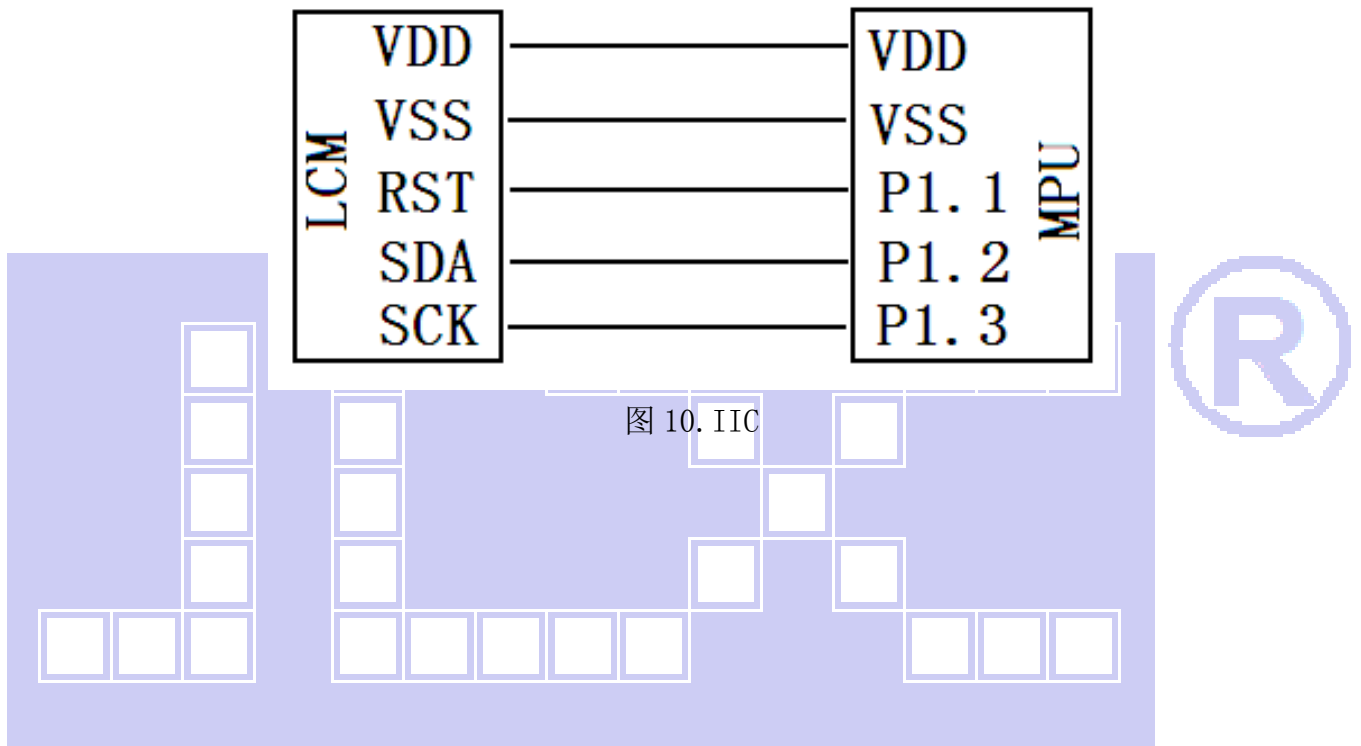 LCM
VDD
VSS
RST
SDA
SCK
VDD
VSS
P1.1
P1.2
P1.3
MPU
图 10.IIC
®